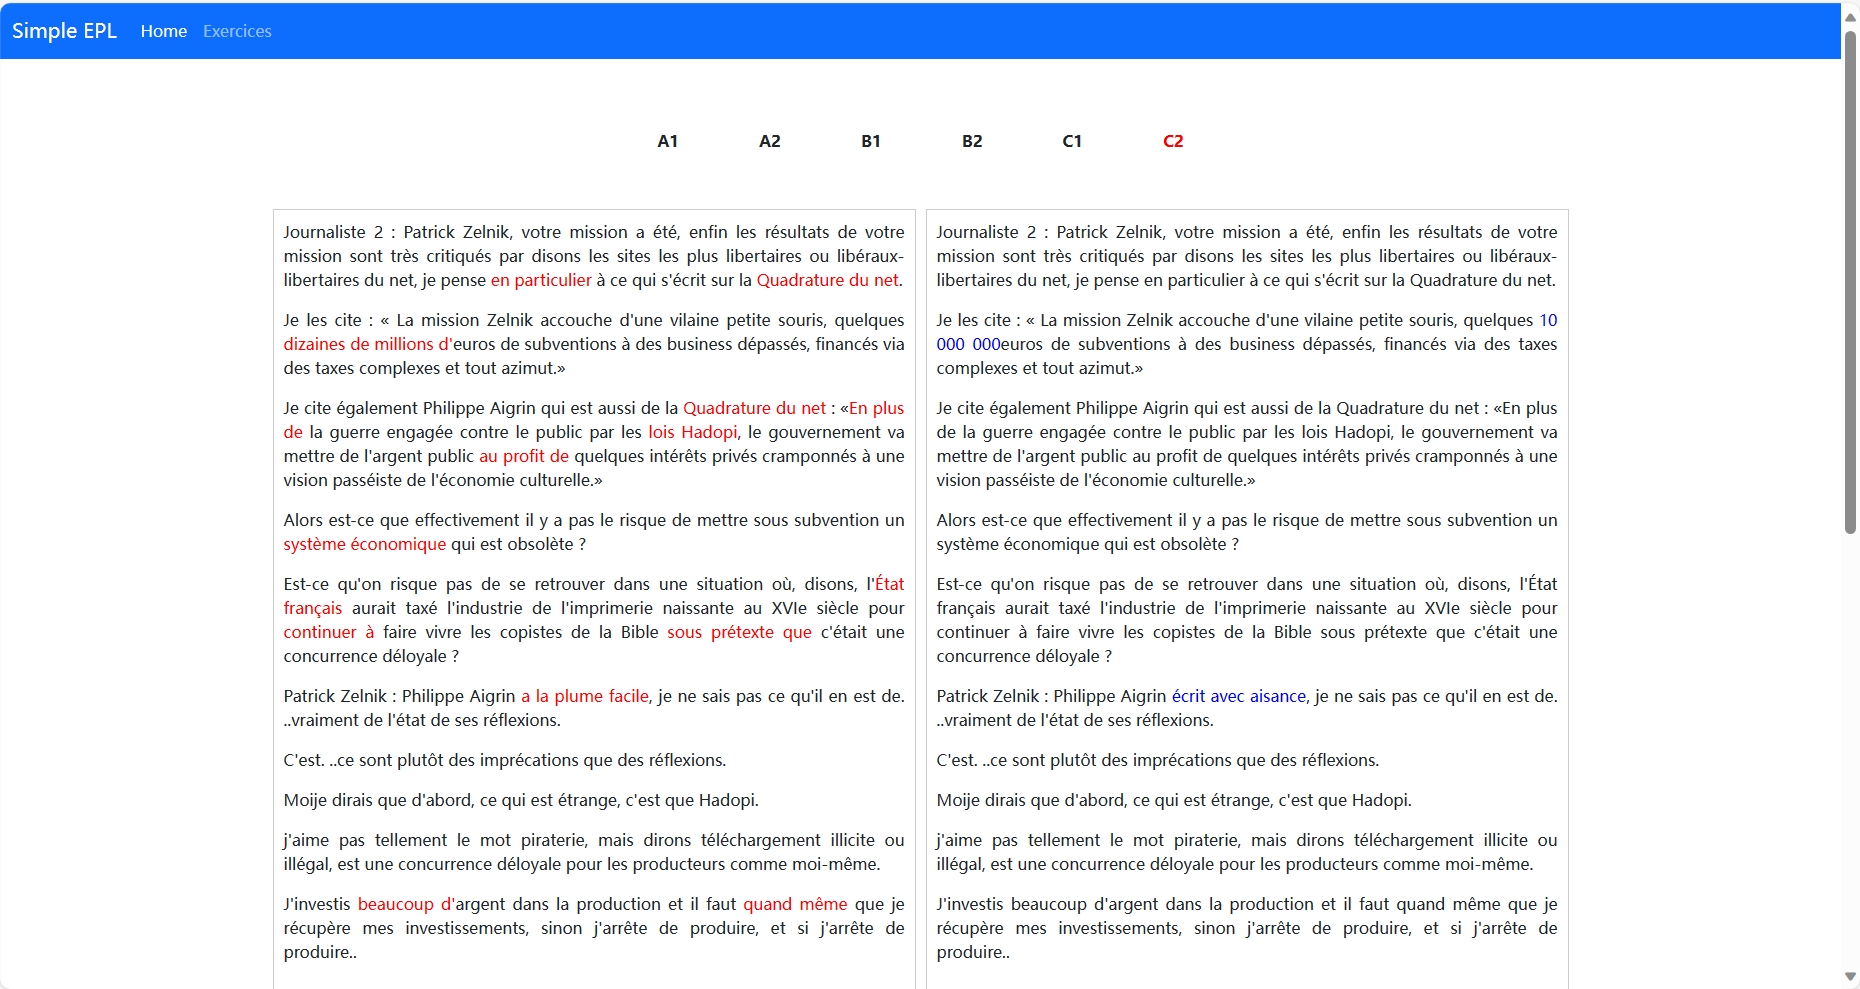 Simple EPL Home Exercices
A1 A2 B1 B2 C1 C2
Journaliste 2 : Patrick Zelnik, votre mission a été, enfin les résultats de votre
mission sont très critiqués par disons les sites les plus libertaires ou libéraux-
libertaires du net, je pense en particulier à ce qui s'écrit sur la Quadrature du net.
Je les cite : « La mission Zelnik accouche d'une vilaine petite souris, quelques
dizaines de millions d'euros de subventions à des business dépassés, financés via
des taxes complexes et tout azimut.»
Je cite également Philippe Aigrin qui est aussi de la Quadrature du net : «En plus
de la guerre engagée contre le public par les lois Hadopi, le gouvernement va
mettre de l'argent public au profit de quelques intérêts privés cramponnés à une
vision passéiste de l'économie culturelle.»
Alors est-ce que effectivement il y a pas le risque de mettre sous subvention un
système économique qui est obsolète ?
Est-ce qu'on risque pas de se retrouver dans une situation où, disons, l'État
français aurait taxé l'industrie de l'imprimerie naissante au XVIe siècle pour
continuer à faire vivre les copistes de la Bible sous prétexte que c'était une
concurrence déloyale ?
Patrick Zelnik : Philippe Aigrin a la plume facile, je ne sais pas ce qu'il en est de.
..vraiment de l'état de ses réflexions.
C'est. ..ce sont plutôt des imprécations que des réflexions.
Moije dirais que d'abord, ce qui est étrange, c'est que Hadopi.
j'aime pas tellement le mot piraterie, mais dirons téléchargement illicite ou
illégal, est une concurrence déloyale pour les producteurs comme moi-même.
J'investis beaucoup d'argent dans la production et il faut quand même que je
récupère mes investissements, sinon j'arrête de produire, et si j'arrête de
produire..
Journaliste 2 : Patrick Zelnik, votre mission a été, enfin les résultats de votre
mission sont très critiqués par disons les sites les plus libertaires ou libéraux-
libertaires du net, je pense en particulier à ce qui s'écrit sur la Quadrature du net.
Je les cite : « La mission Zelnik accouche d'une vilaine petite souris, quelques 10
000 000euros de subventions à des business dépassés, financés via des taxes
complexes et tout azimut.»
Je cite également Philippe Aigrin qui est aussi de la Quadrature du net : «En plus
de la guerre engagée contre le public par les lois Hadopi, le gouvernement va
mettre de l'argent public au profit de quelques intérêts privés cramponnés à une
vision passéiste de l'économie culturelle.»
Alors est-ce que effectivement il y a pas le risque de mettre sous subvention un
système économique qui est obsolète ?
Est-ce qu'on risque pas de se retrouver dans une situation où, disons, l'État
français aurait taxé l'industrie de l'imprimerie naissante au XVIe siècle pour
continuer à faire vivre les copistes de la Bible sous prétexte que c'était une
concurrence déloyale ?
Patrick Zelnik : Philippe Aigrin écrit avec aisance, je ne sais pas ce qu'il en est de.
..vraiment de l'état de ses réflexions.
C'est. ..ce sont plutôt des imprécations que des réflexions.
Moije dirais que d'abord, ce qui est étrange, c'est que Hadopi.
j'aime pas tellement le mot piraterie, mais dirons téléchargement illicite ou
illégal, est une concurrence déloyale pour les producteurs comme moi-même.
J'investis beaucoup d'argent dans la production et il faut quand même que je
récupère mes investissements, sinon j'arrête de produire, et si j'arrête de
produire..